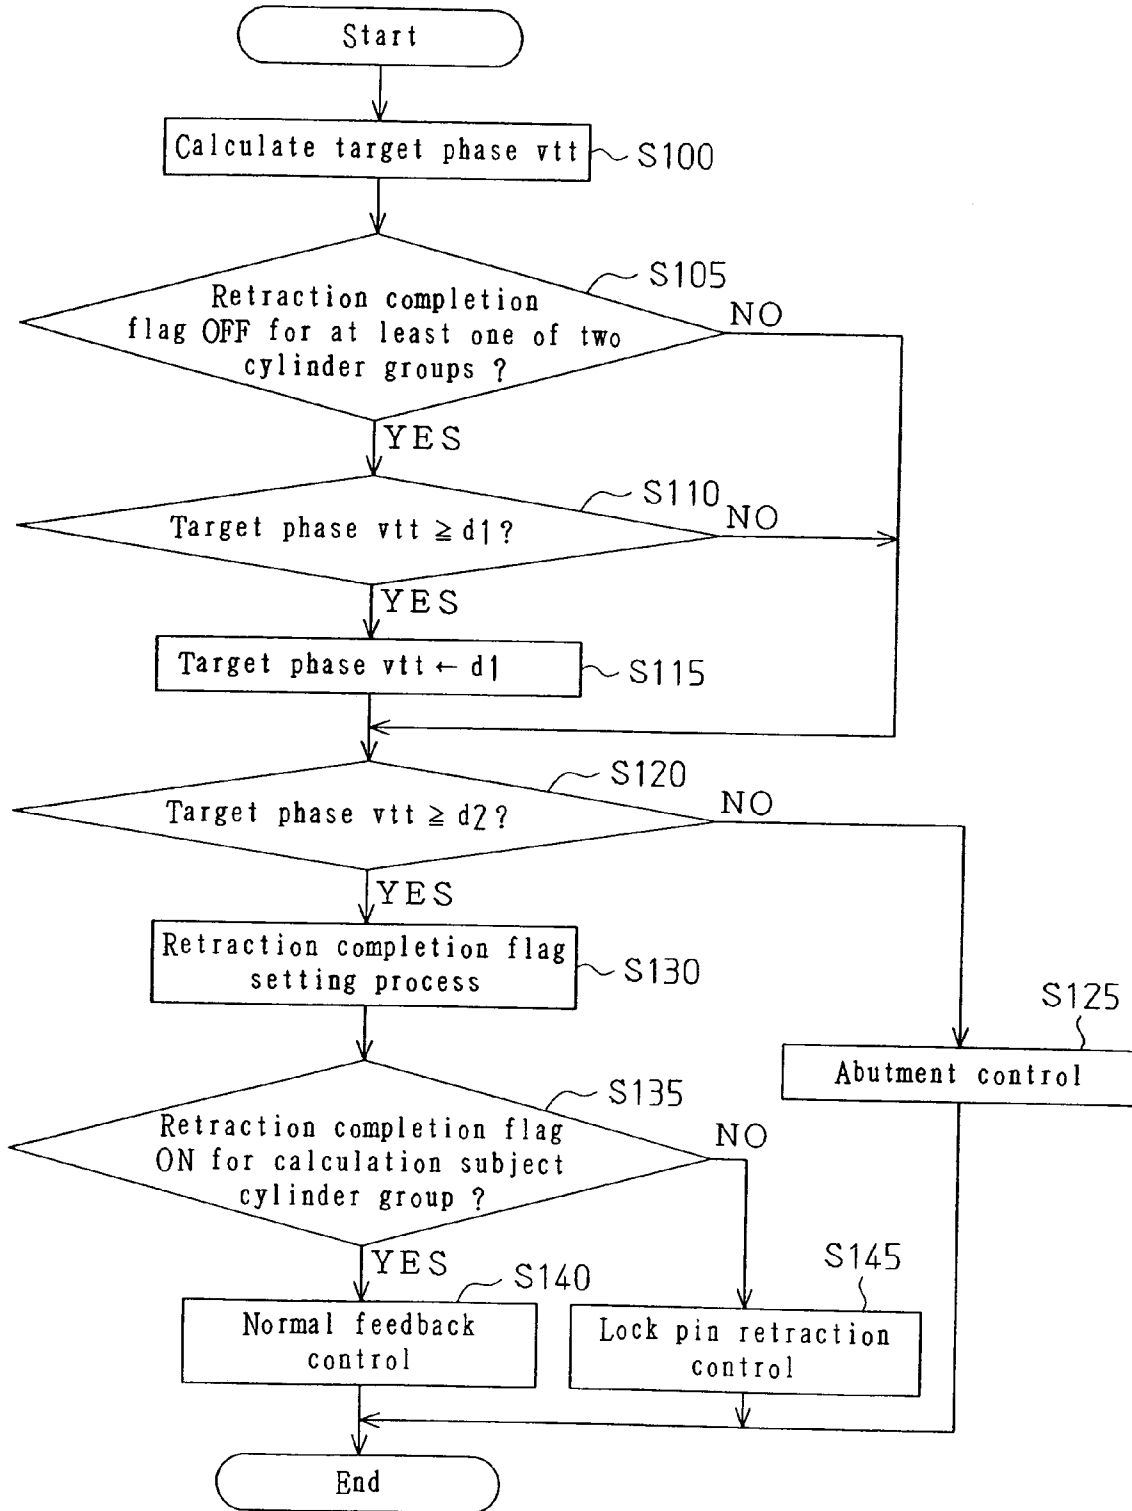 Start
Calculate target phase vtt
S100
S105
Retraction completion
flag OFF for at least one of two
cylinder groups ?
NO
YES
S110
Target phase vtt ≧ d1?
NO
YES
Target phase vtt ← d1
S115
S120
Target phase vtt ≧ d2?
NO
YES
Retraction completion flag
setting process
S130
S125
Abutment control
S135
Retraction completion flag
ON for calculation subject
cylinder group ?
NO
YES
S140
S145
Normal feedback
control
Lock pin retraction
control
End